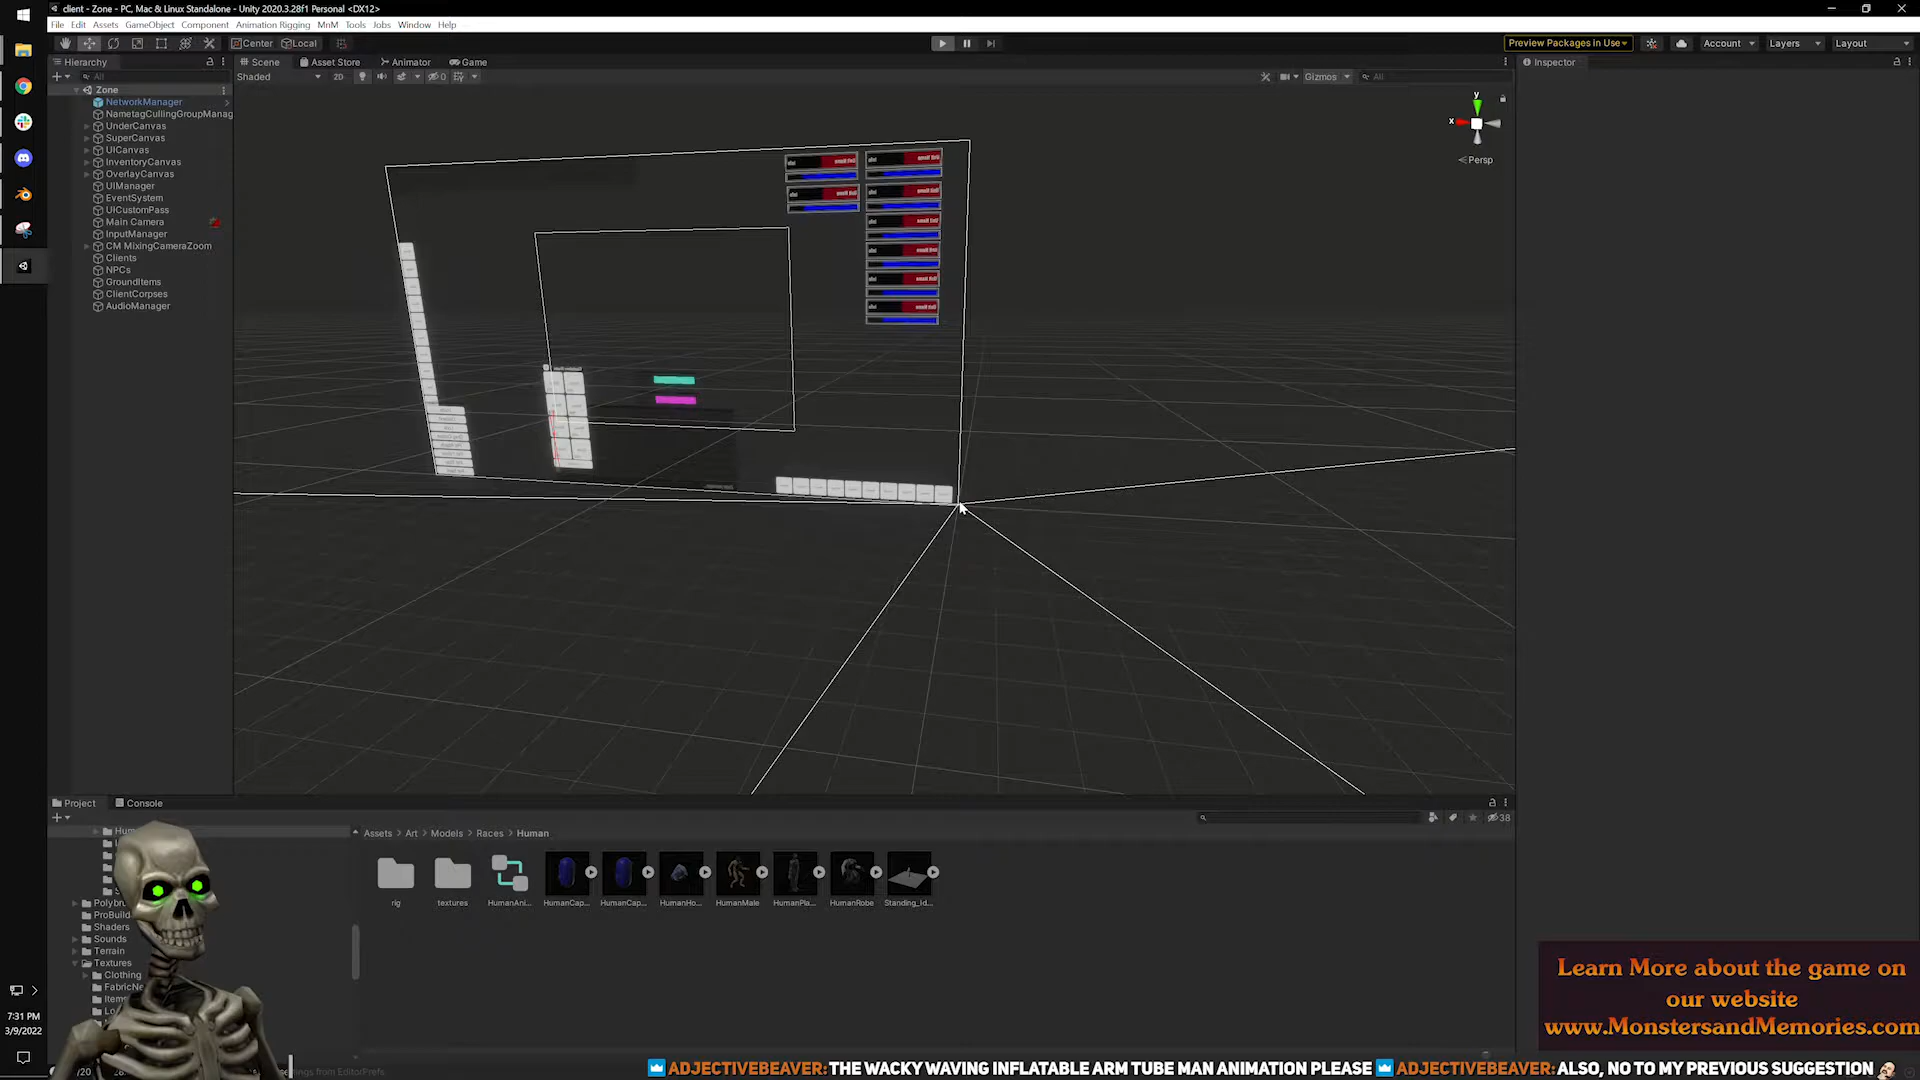 client - Zone - PC, Mac & Linux Standalone - Unity 2020.3.28f1 Personal <DX12>
File Edit Assets GameObject Component Animation Rigging MnM Tools Jobs Window Help
Center Local
Preview Packages in Use
Account
Layers
Layout
Hierarchy
Scene
Asset Store
Animator
Game
Inspector
All
Shaded
2D
0
Gizmos
All
Zone
NetworkManager
NametagCullingGroupManag
UnderCanvas
SuperCanvas
UICanvas
InventoryCanvas
OverlayCanvas
UIManager
EventSystem
UICustomPass
Main Camera
InputManager
CM MixingCameraZoom
Clients
NPCs
GroundItems
ClientCorpses
AudioManager
y
x
Persp
Project
Console
38
Assets > Art > Models > Races > Human
rig
textures
HumanAni...
HumanCap...
HumanCap...
HumanHo...
HumanMale
HumanPla...
HumanRobe
Standing_Id...
Polybru
ProBuil
Shaders
Sounds
Terrain
Textures
Clothing
FabricNe
Items
7:31 PM
3/9/2022
Learn More about the game on
our website
www.MonstersandMemories.com
ADJECTIVEBEAVER: THE WACKY WAVING INFLATABLE ARM TUBE MAN ANIMATION PLEASE ADJECTIVEBEAVER: ALSO, NO TO MY PREVIOUS SUGGESTION